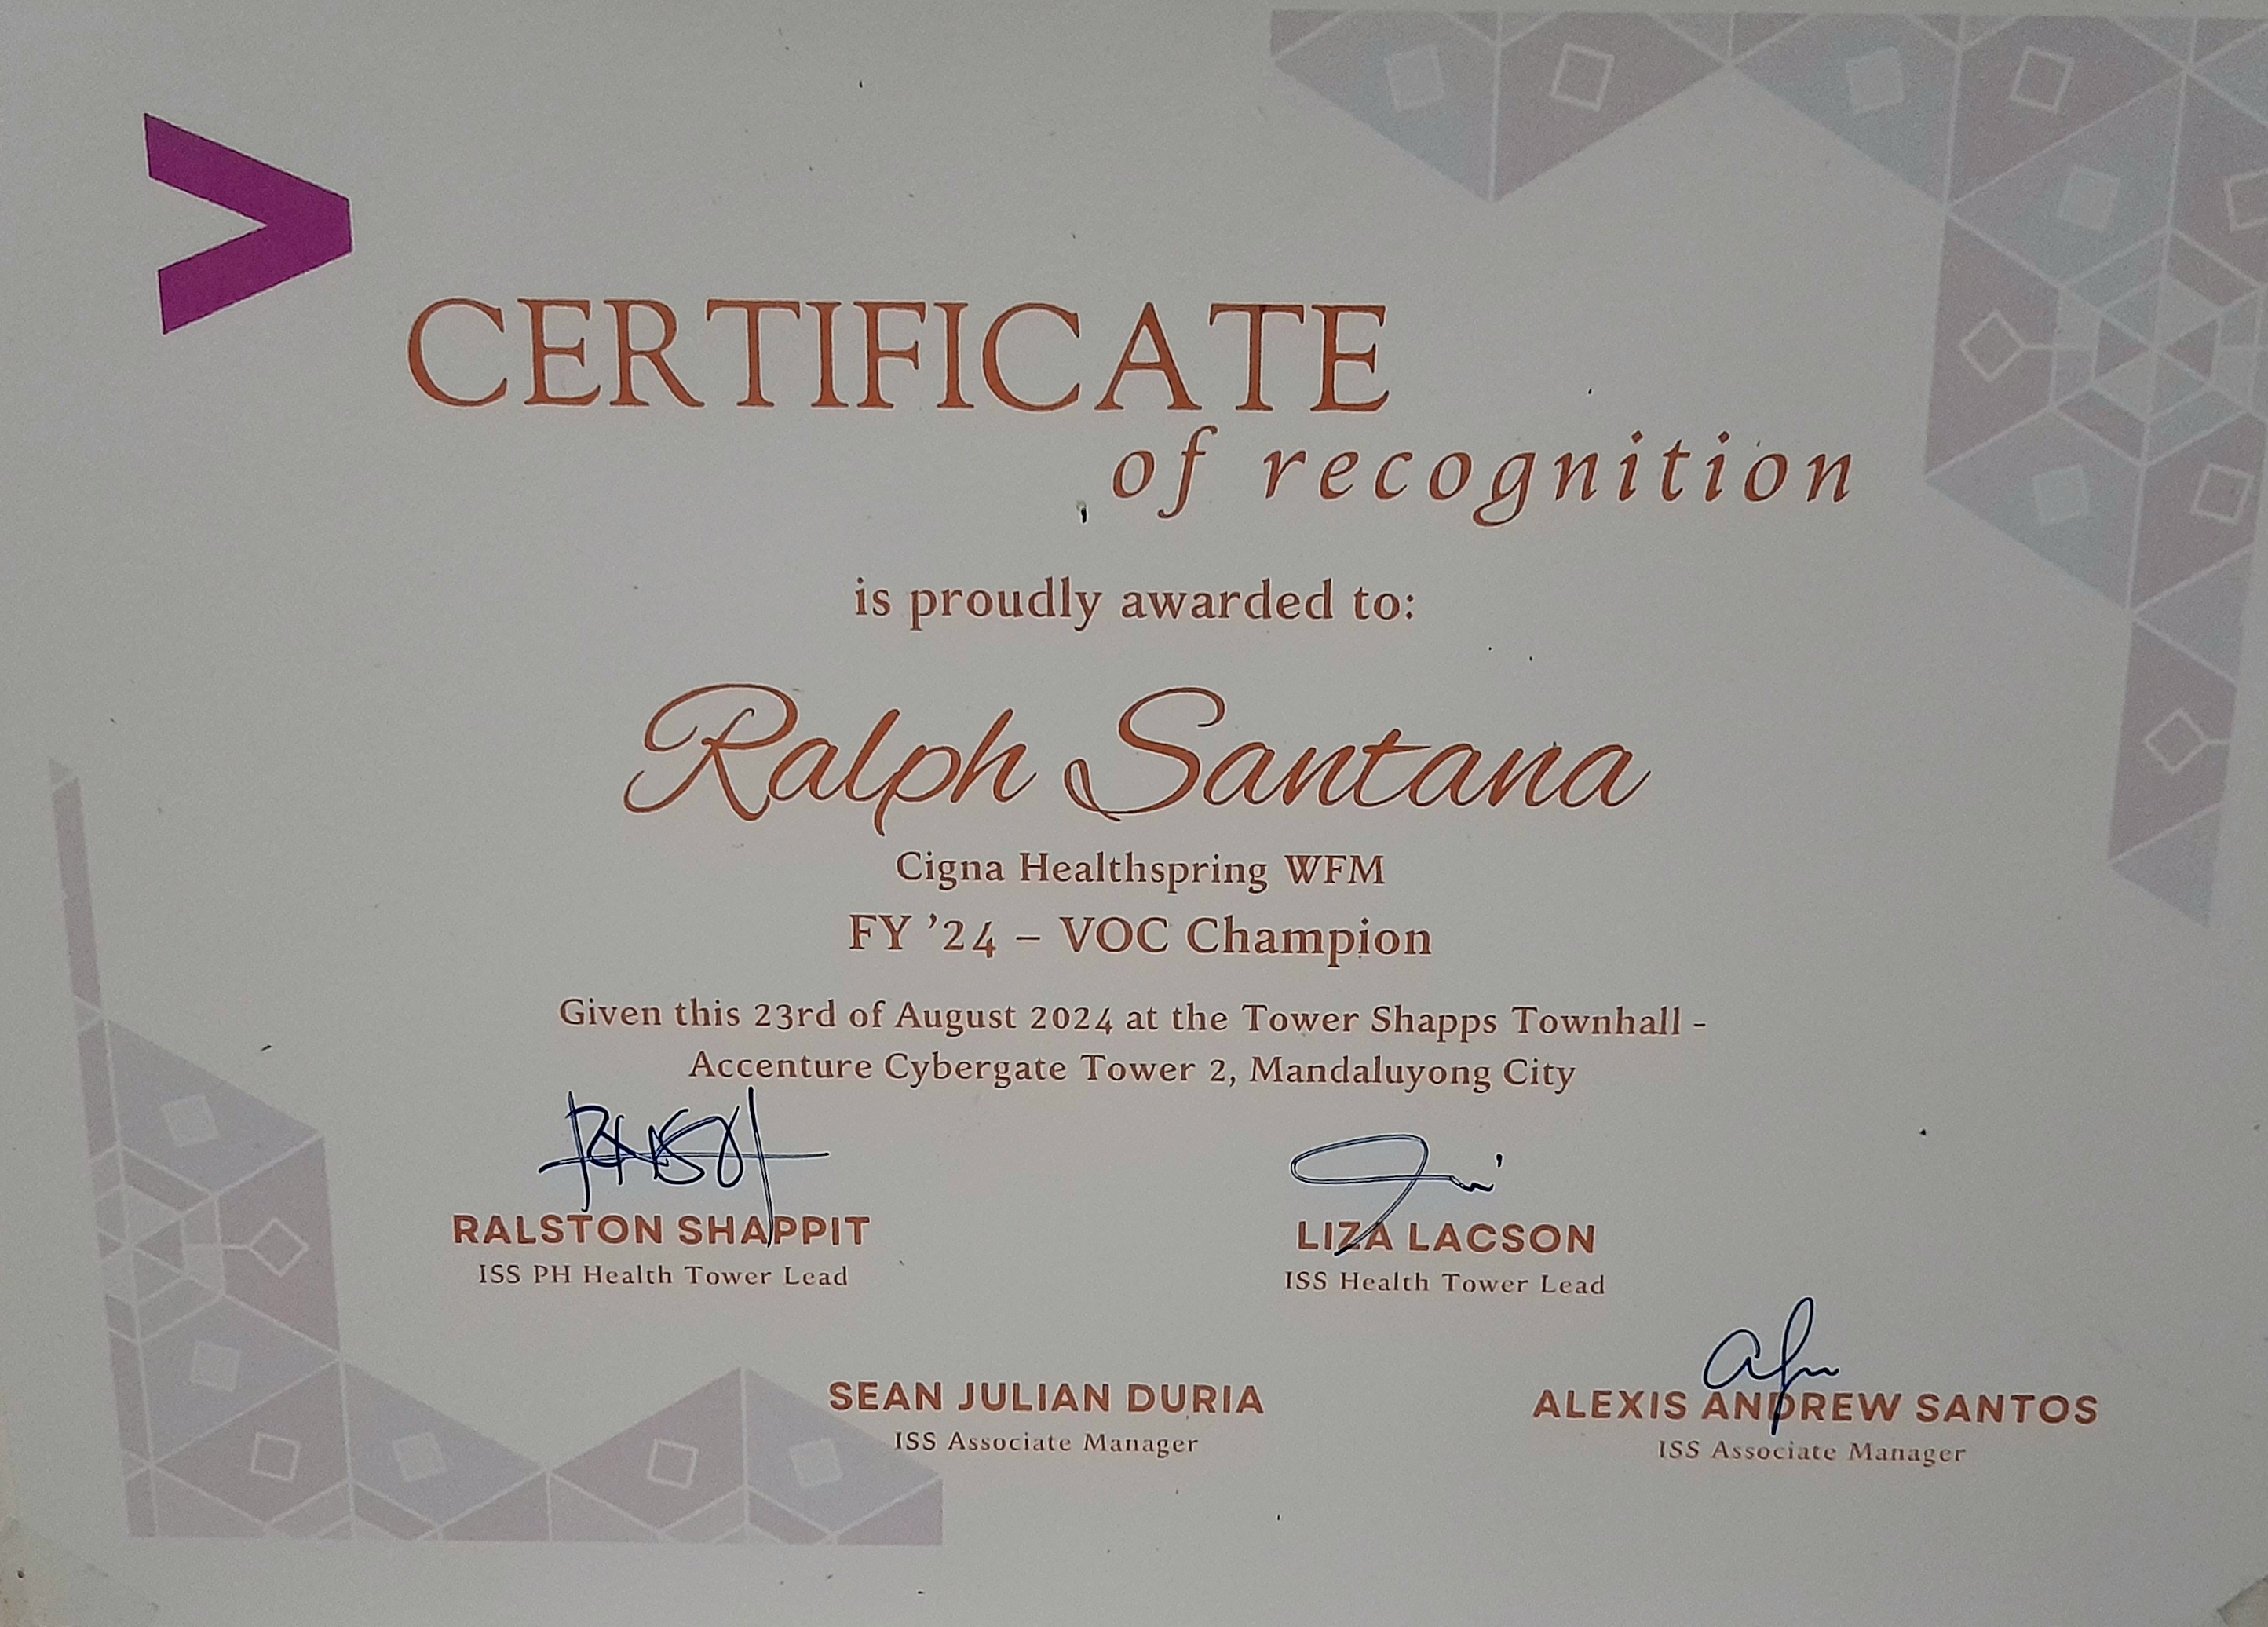 CERTIFICATE
of recognition
is proudly awarded to:
Ralph Santana
Cigna Healthspring WFM
FY ’24 – VOC Champion
Given this 23rd of August 2024 at the Tower Shapps Townhall -
Accenture Cybergate Tower 2, Mandaluyong City
RALSTON SHAPPIT
ISS PH Health Tower Lead
LIZA LACSON
ISS Health Tower Lead
SEAN JULIAN DURIA
ISS Associate Manager
ALEXIS ANDREW SANTOS
ISS Associate Manager